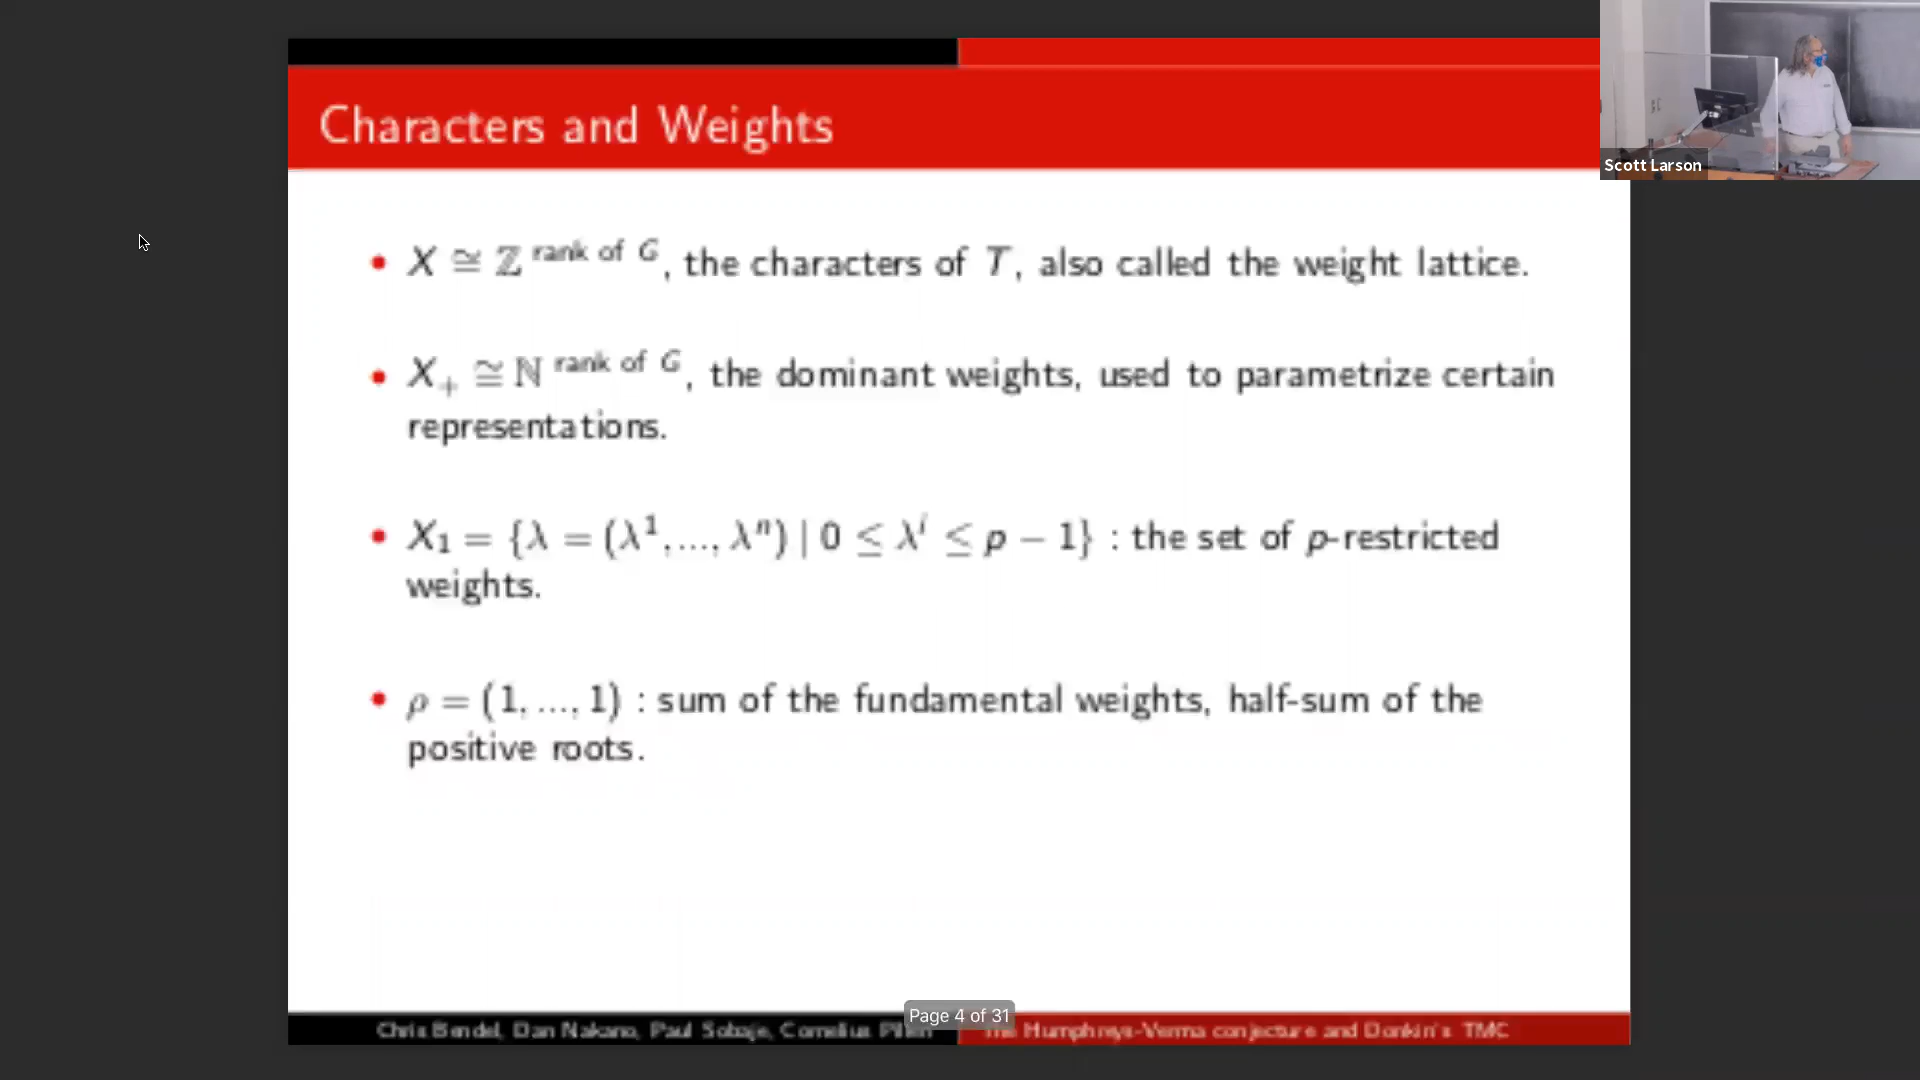 Characters and Weights
Scott Larson
• X ≅ ℤ^{rank of G}, the characters of T, also called the weight lattice.
• X₊ ≅ ℕ^{rank of G}, the dominant weights, used to parametrize certain
representations.
• X₁ = {λ = (λ¹, ..., λⁿ) | 0 ≤ λⁱ ≤ p − 1} : the set of p-restricted
weights.
• ρ = (1, ..., 1) : sum of the fundamental weights, half-sum of the
positive roots.
Page 4 of 31
Chris Bendel, Dan Nakano, Paul Sobaje, Cornelius Pillen
The Humphreys-Verma conjecture and Donkin's TMC